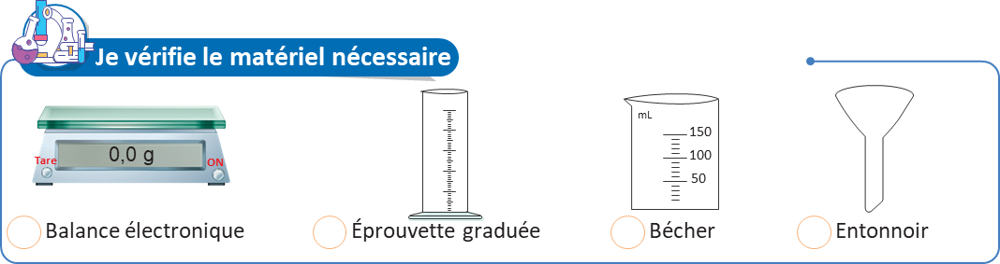 Je vérifie le matériel nécessaire
0,0 g
Tare
ON
mL
150
100
50
Balance électronique
Éprouvette graduée
Bécher
Entonnoir